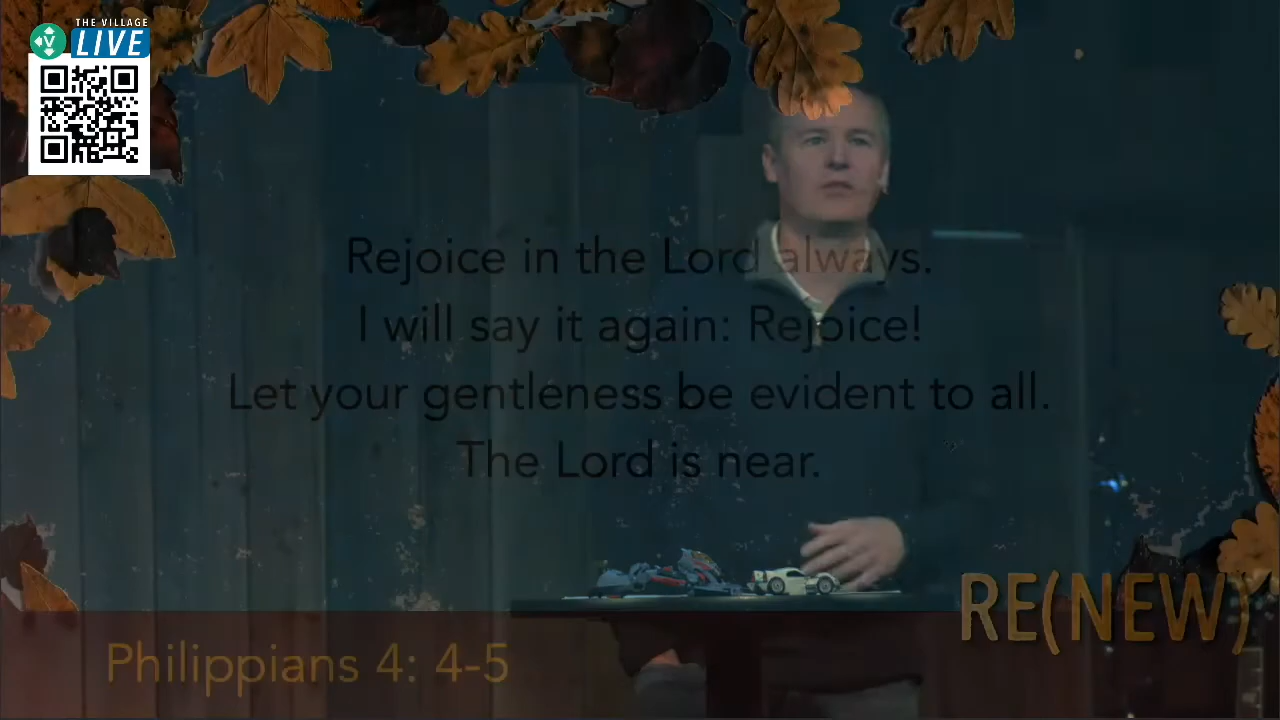 THE VILLAGE
LIVE
V
Rejoice in the Lord always.
I will say it again: Rejoice!
Let your gentleness be evident to all.
The Lord is near.
RE(NEW)
Philippians 4: 4-5